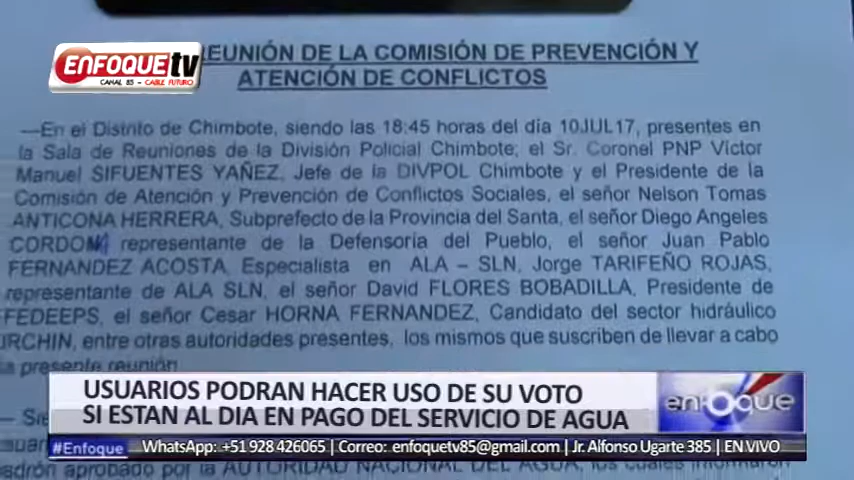 ENFOQUEtv
CANAL 85 - CABLE FUTURO
REUNIÓN DE LA COMISIÓN DE PREVENCIÓN Y
ATENCIÓN DE CONFLICTOS
—En el Distrito de Chimbote, siendo las 18:45 horas del día 10JUL17, presentes en
la Sala de Reuniones de la División Policial Chimbote; el Sr. Coronel PNP Víctor
Manuel SIFUENTES YAÑEZ, Jefe de la DIVPOL Chimbote y el Presidente de la
Comisión de Atención y Prevención de Conflictos Sociales, el señor Nelson Tomas
ANTICONA HERRERA, Subprefecto de la Provincia del Santa, el señor Diego Angeles
representante de la Defensoría del Pueblo, el señor Juan Pablo
FERNANDEZ ACOSTA, Especialista en ALA – SLN, Jorge TARIFEÑO ROJAS,
representante de ALA SLN, el señor David FLORES BOBADILLA, Presidente de
FEDEEPS, el señor Cesar HORNA FERNANDEZ, Candidato del sector hidráulico
IRCHIN, entre otras autoridades presentes, los mismos que suscriben de llevar a cabo
la presente reunión
USUARIOS PODRAN HACER USO DE SU VOTO
SI ESTAN AL DIA EN PAGO DEL SERVICIO DE AGUA
enfoque
#Enfoque WhatsApp: +51 928 426065 | Correo: enfoquetv85@gmail.com | Jr. Alfonso Ugarte 385 | EN VIVO
padrón aprobado por la AUTORIDAD NACIONAL DEL AGUA, los cuales informaron